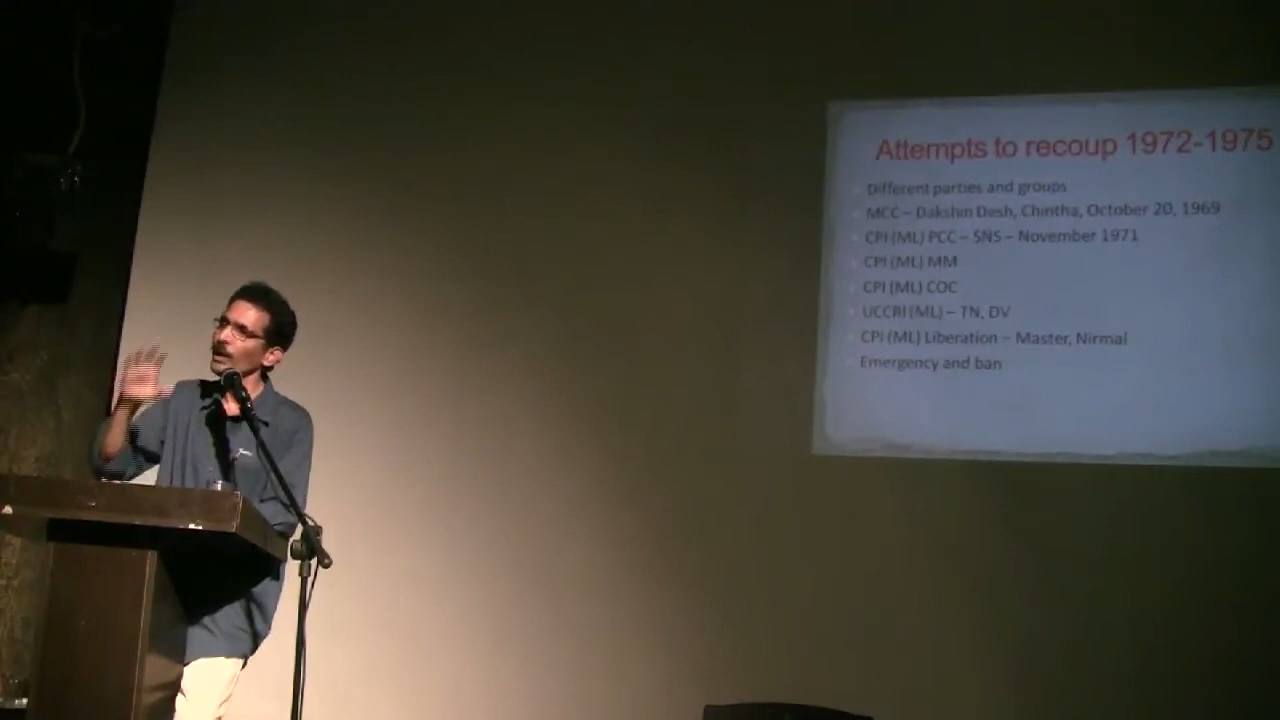 Attempts to recoup 1972-1975
Different parties and groups
MCC – Dakshin Desh, Chintha, October 20, 1969
CPI (ML) PCC – SNS – November 1971
CPI (ML) MM
CPI (ML) COC
UCCRI (ML) – TN, DV
CPI (ML) Liberation – Master, Nirmal
Emergency and ban